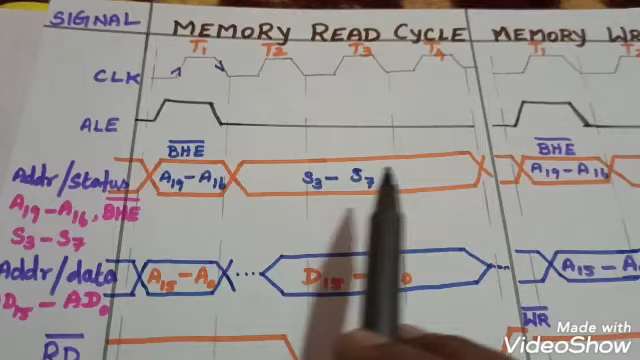 SIGNAL
MEMORY READ CYCLE
MEMORY WR
T1 T2 T3 T4
T1 T2
CLK
ALE
BHE
BHE
Addr/status
A19-A16
S3 - S7
A19-A16
A19-A16, BHE
S3-S7
Addr/data
A15-A0
D15
A15-A
D15-AD0
RD
WR
Made with
VideoShow